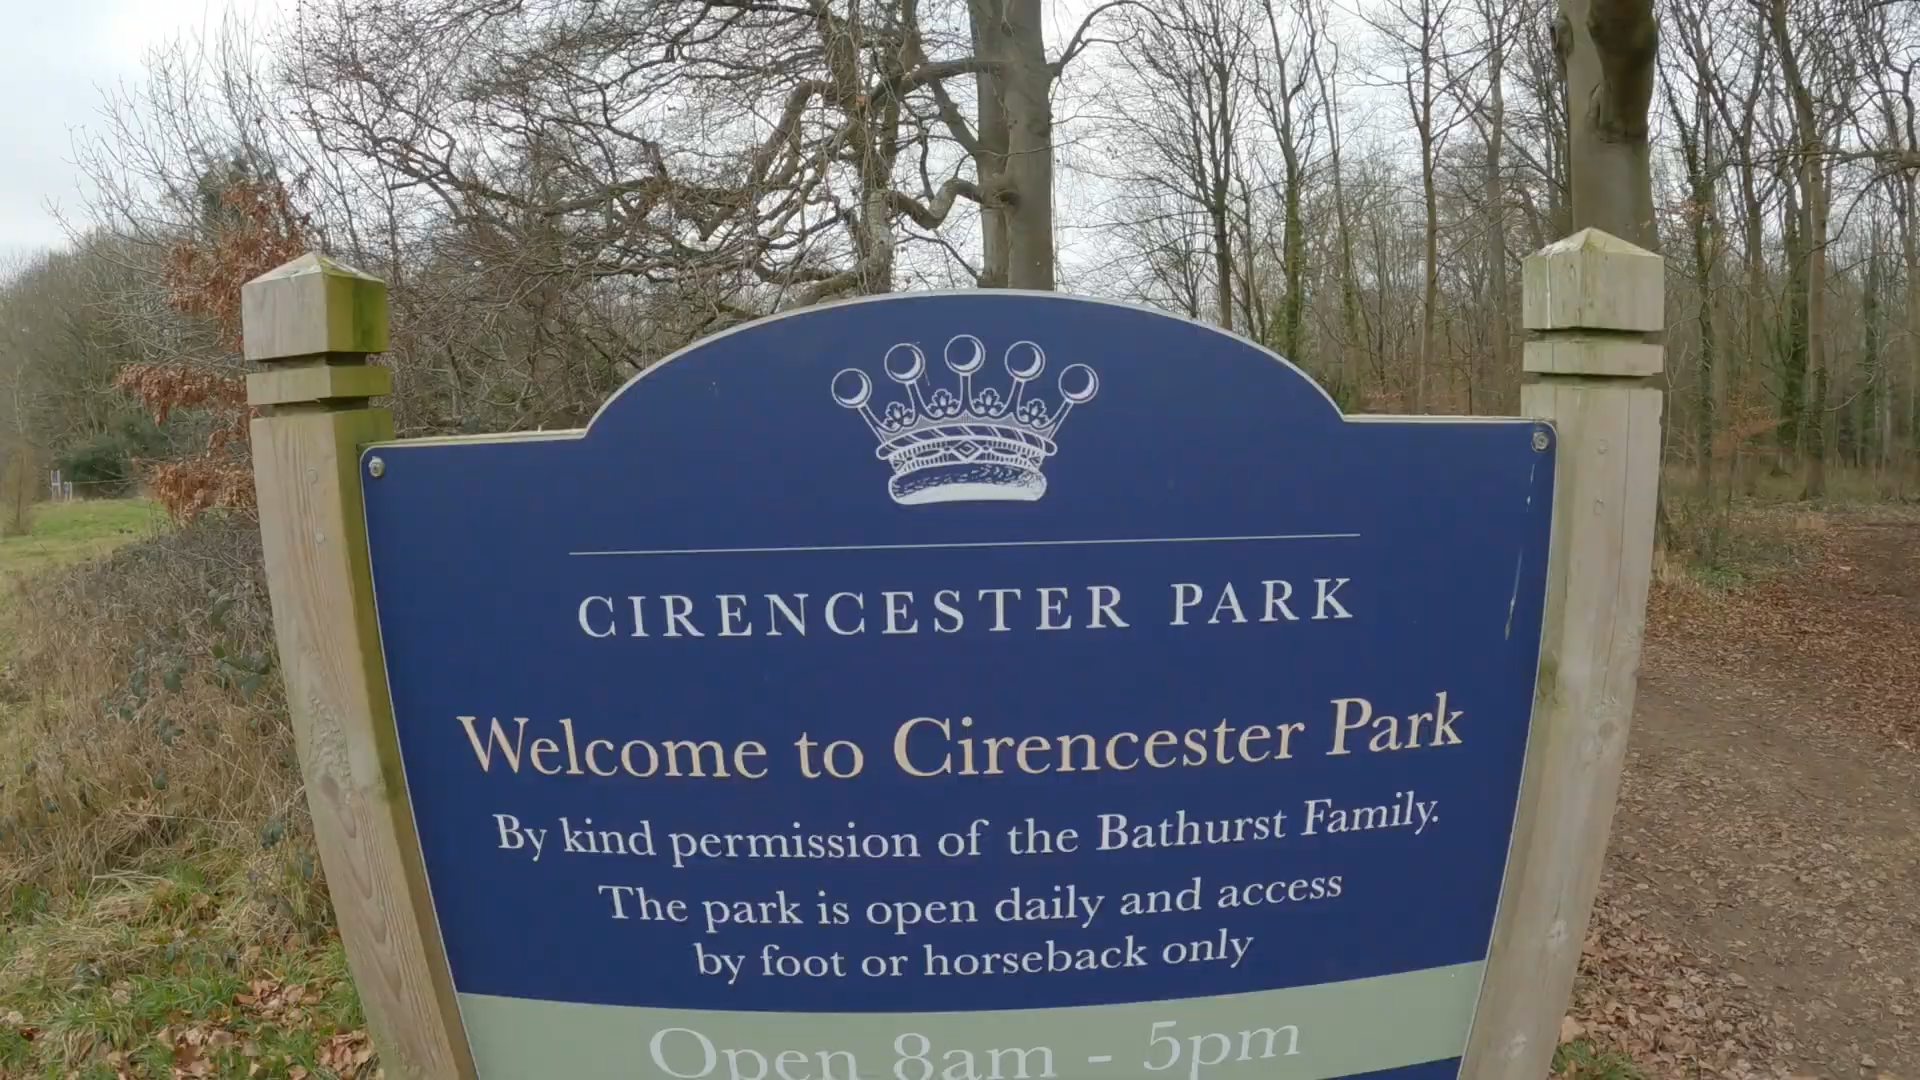 CIRENCESTER PARK
Welcome to Cirencester Park
By kind permission of the Bathurst Family.
The park is open daily and access
by foot or horseback only
Open 8am - 5pm